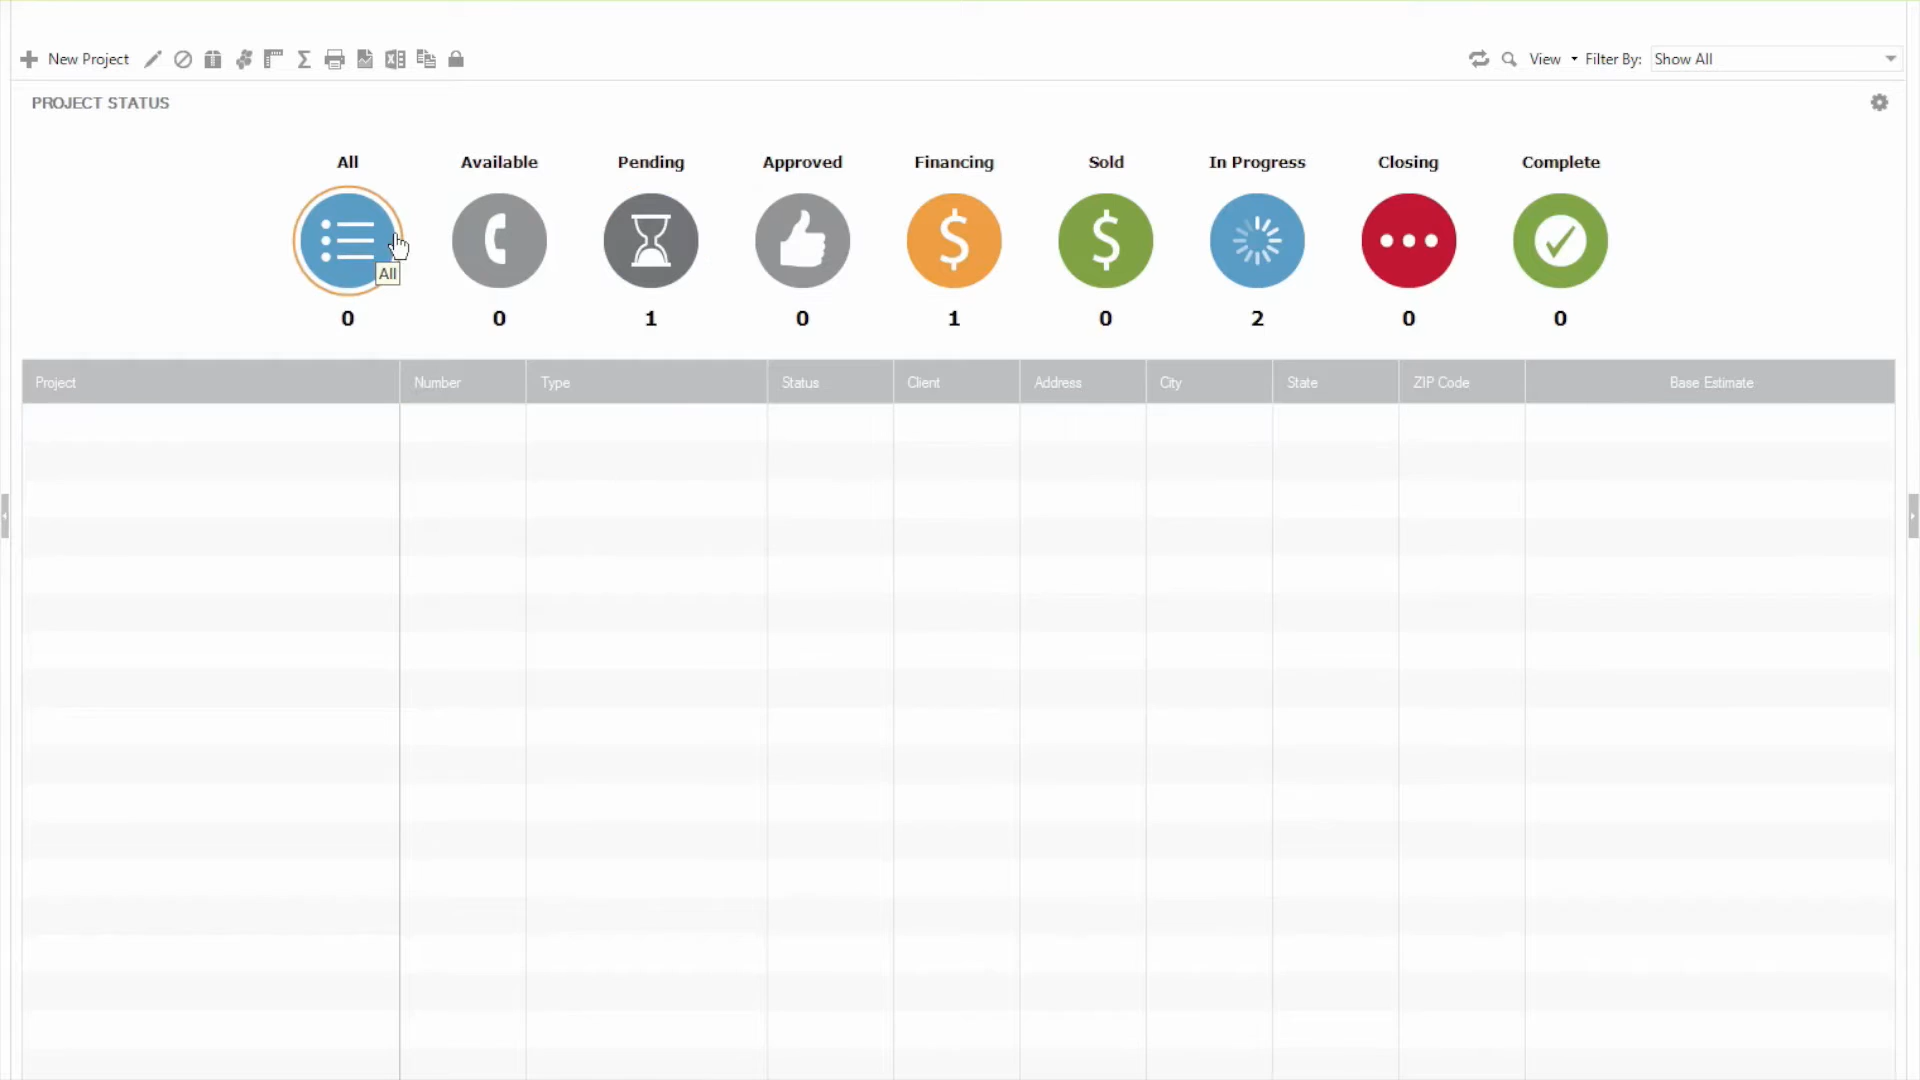 New Project View Filter By: Show All
PROJECT STATUS
All Available Pending Approved Financing Sold In Progress Closing Complete
All
0 0 1 0 1 0 2 0 0
Project Number Type Status Client Address City State ZIP Code Base Estimate